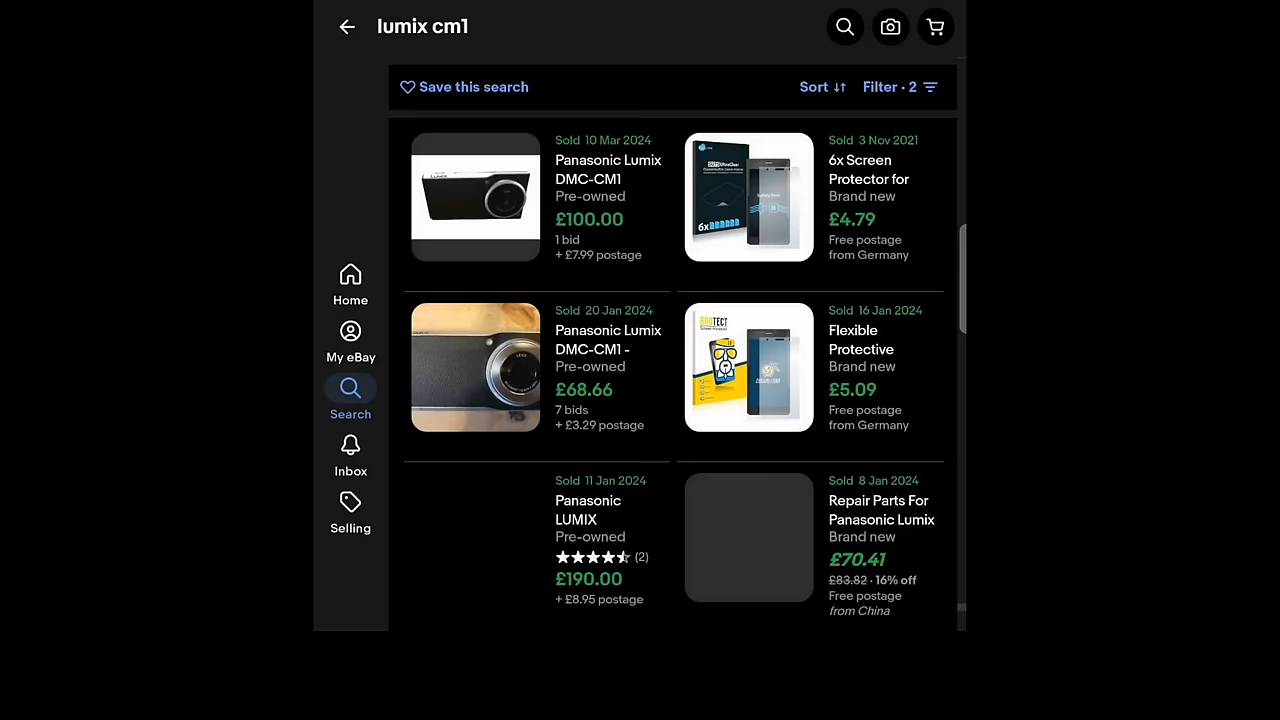 lumix cm1
Save this search
Sort
Filter · 2
Sold 10 Mar 2024
Panasonic Lumix
DMC-CM1
Pre-owned
£100.00
1 bid
+ £7.99 postage
Sold 3 Nov 2021
6x Screen
Protector for
Brand new
£4.79
Free postage
from Germany
6x
Sold 20 Jan 2024
Panasonic Lumix
DMC-CM1 -
Pre-owned
£68.66
7 bids
+ £3.29 postage
Sold 16 Jan 2024
Flexible
Protective
Brand new
£5.09
Free postage
from Germany
Sold 11 Jan 2024
Panasonic
LUMIX
Pre-owned
(2)
£190.00
+ £8.95 postage
Sold 8 Jan 2024
Repair Parts For
Panasonic Lumix
Brand new
£70.41
£83.82 · 16% off
Free postage
from China
Home
My eBay
Search
Inbox
Selling